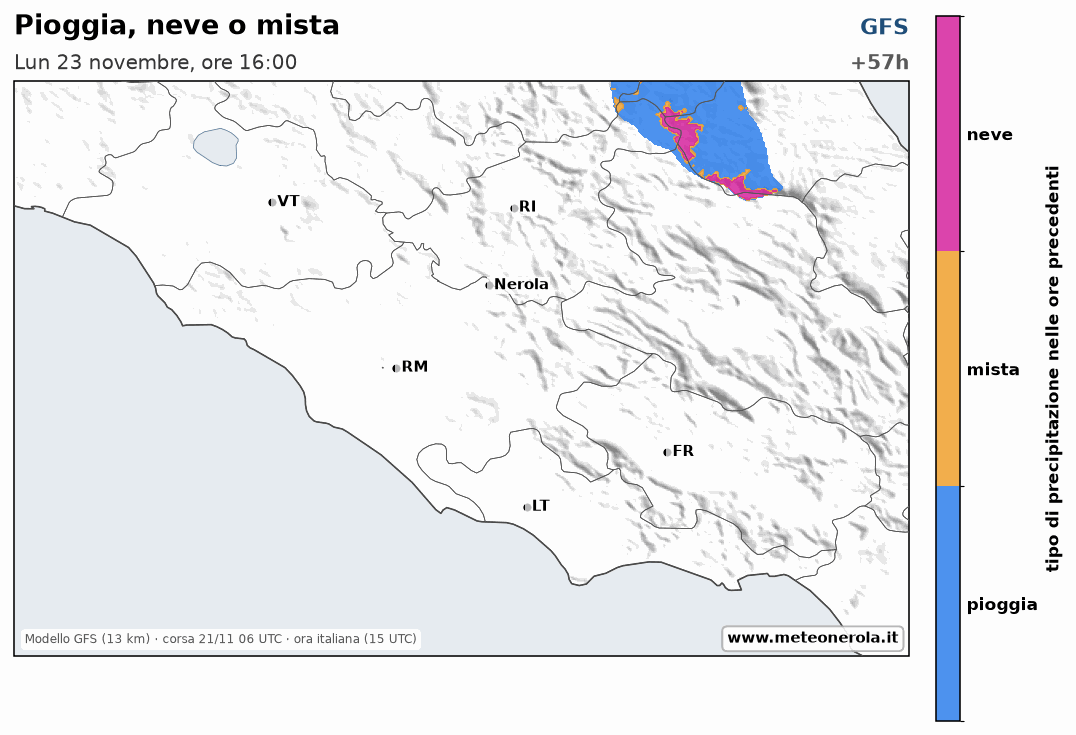 Pioggia, neve o mista
GFS
Lun 23 novembre, ore 16:00
+57h
neve
VT
RI
Nerola
mista
RM
tipo di precipitazione nelle ore precedenti
FR
LT
pioggia
Modello GFS (13 km) · corsa 21/11 06 UTC · ora italiana (15 UTC)
www.meteonerola.it